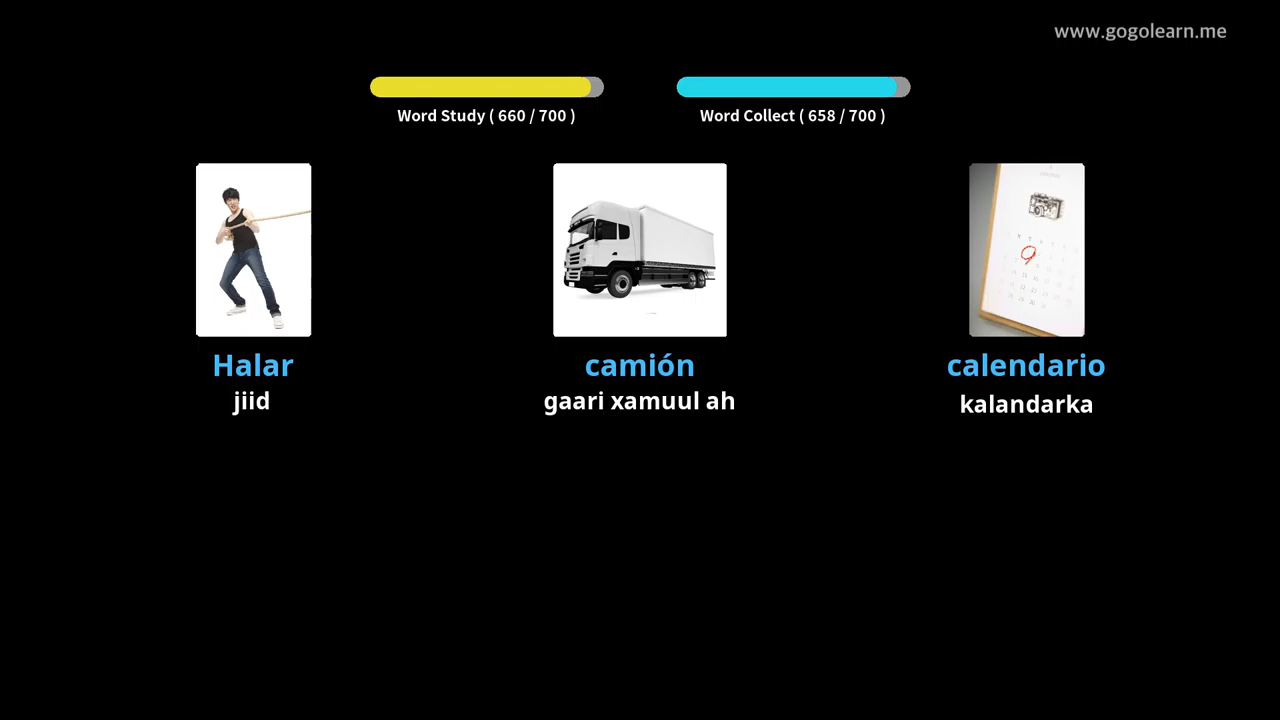 www.gogolearn.me
Word Study ( 660 / 700 )
Word Collect ( 658 / 700 )
Halar
jiid
camión
gaari xamuul ah
calendario
kalandarka